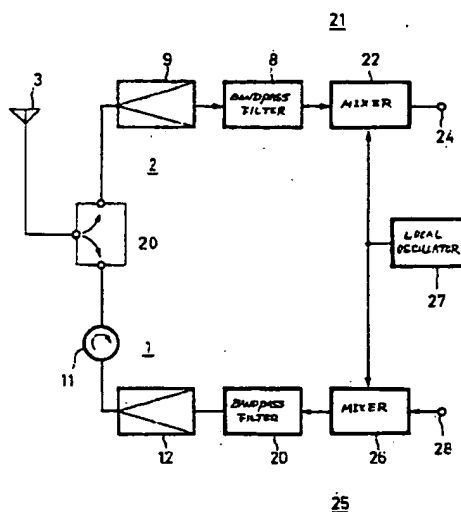 21
3
9
8
22
BANDPASS
FILTER
MIXER
24
2
20
LOCAL
OSCILLATOR
27
11
1
BANDPASS
FILTER
MIXER
12
20
26
28
25